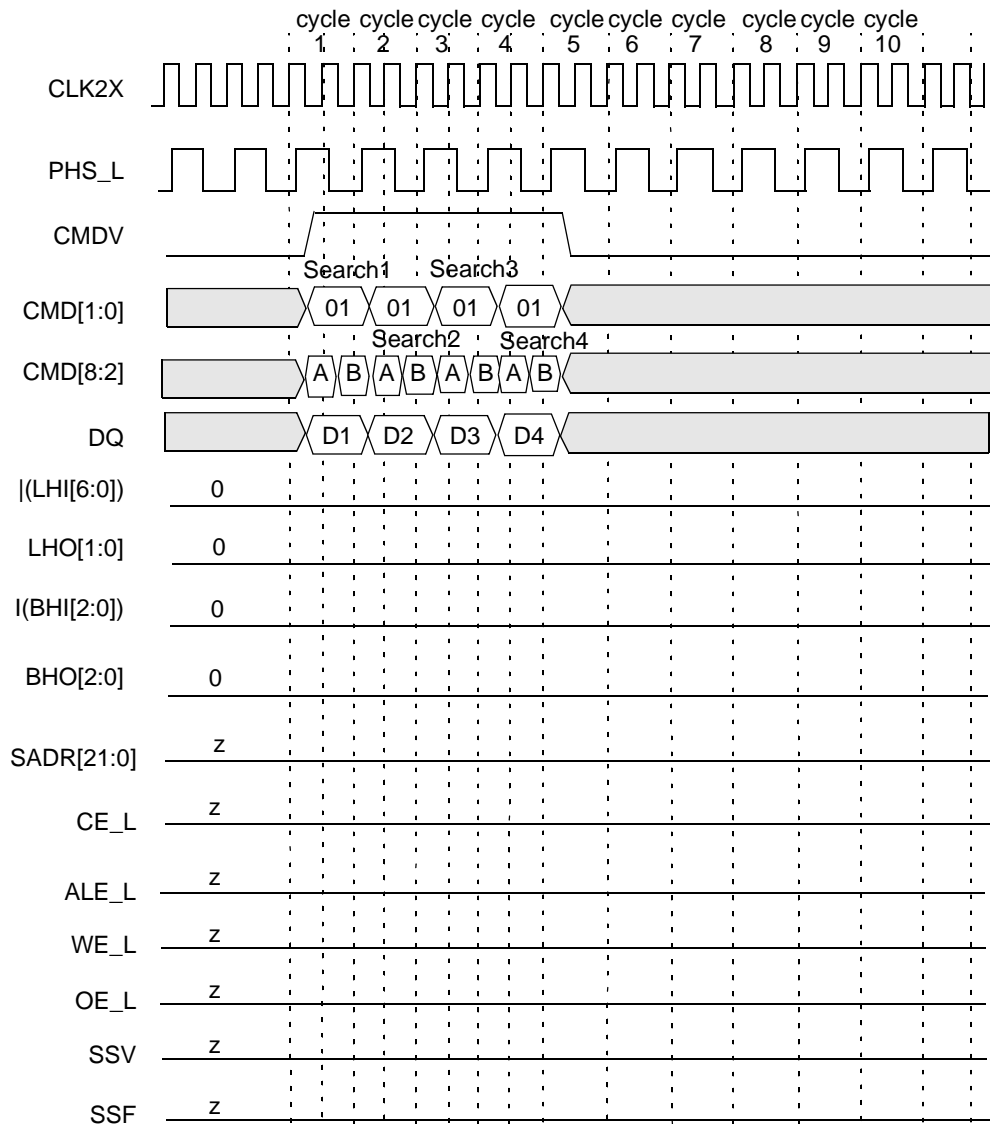 cycle cycle cycle cycle cycle cycle cycle cycle cycle cycle
1 2 3 4 5 6 7 8 9 10
CLK2X
PHS_L
CMDV
Search1 Search3
CMD[1:0] 01 01 01 01
Search2 Search4
CMD[8:2] A B A B A B A B
DQ D1 D2 D3 D4
|(LHI[6:0]) 0
LHO[1:0] 0
I(BHI[2:0]) 0
BHO[2:0] 0
SADR[21:0] z
CE_L z
ALE_L z
WE_L z
OE_L z
SSV z
SSF z